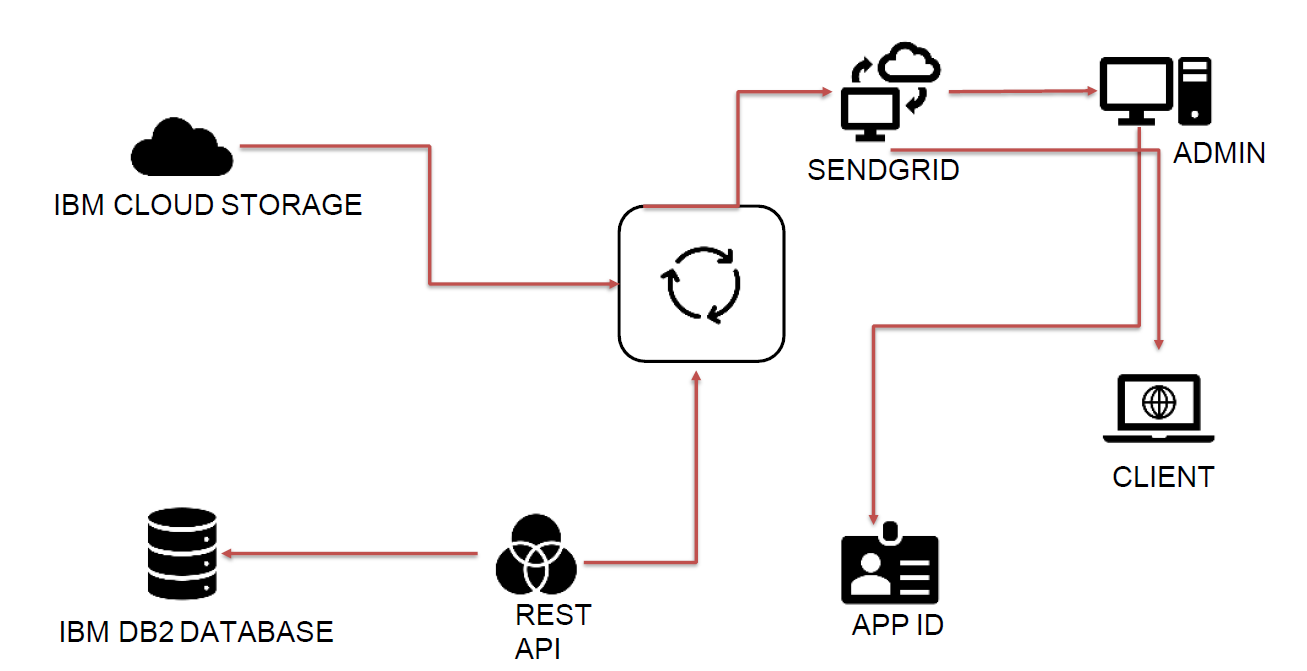 SENDGRID
ADMIN
IBM CLOUD STORAGE
CLIENT
IBM DB2 DATABASE
REST
API
APP ID